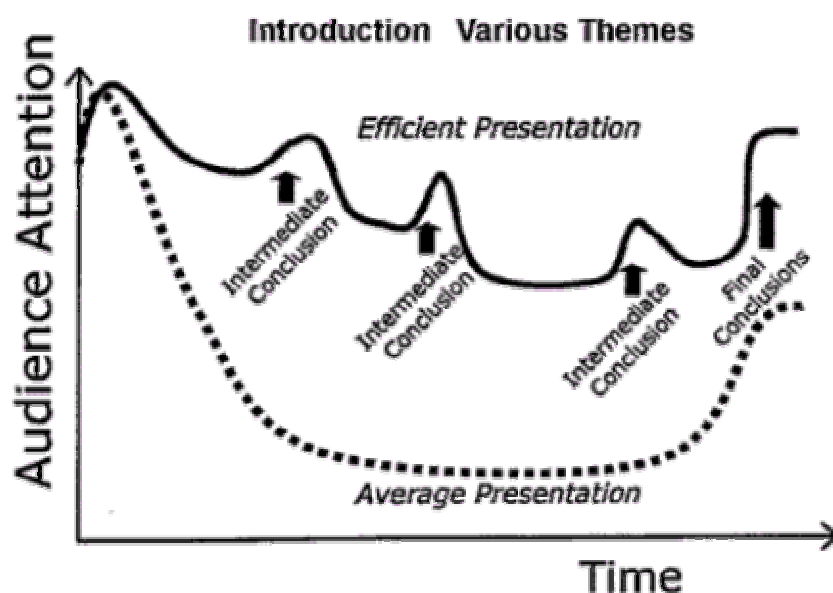 Introduction Various Themes
Audience Attention
Efficient Presentation
Intermediate
Conclusion
Intermediate
Conclusion
Intermediate
Conclusion
Final
Conclusions
Average Presentation
Time